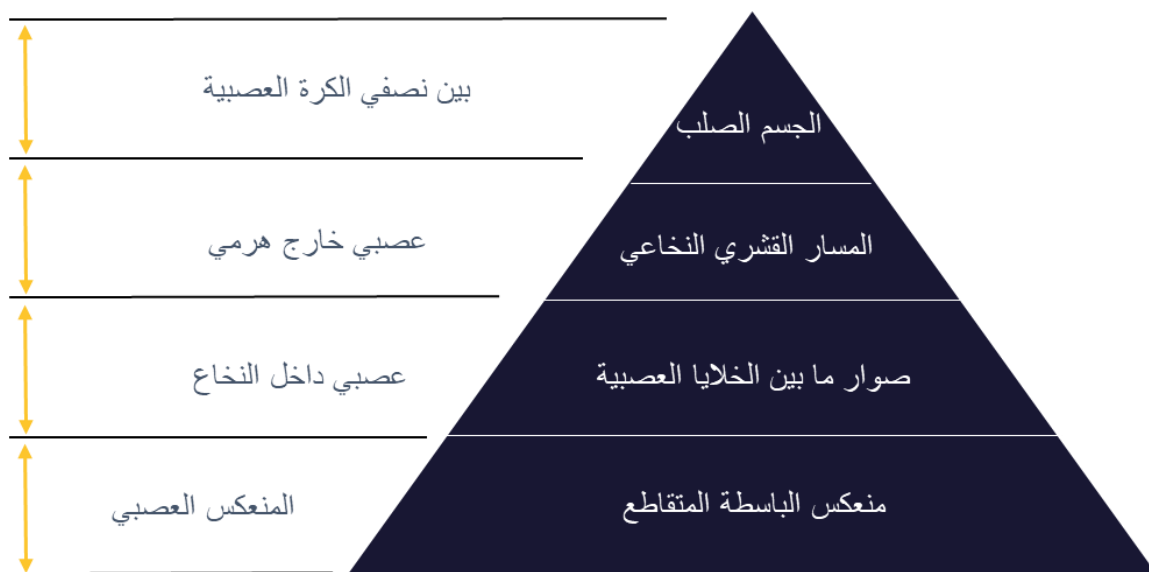 بين نصفي الكرة العصبية
الجسم الصلب
عصبي خارج هرمي
المسار القشري النخاعي
عصبي داخل النخاع
صوار ما بين الخلايا العصبية
المنعكس العصبي
منعكس الباسطة المتقاطع